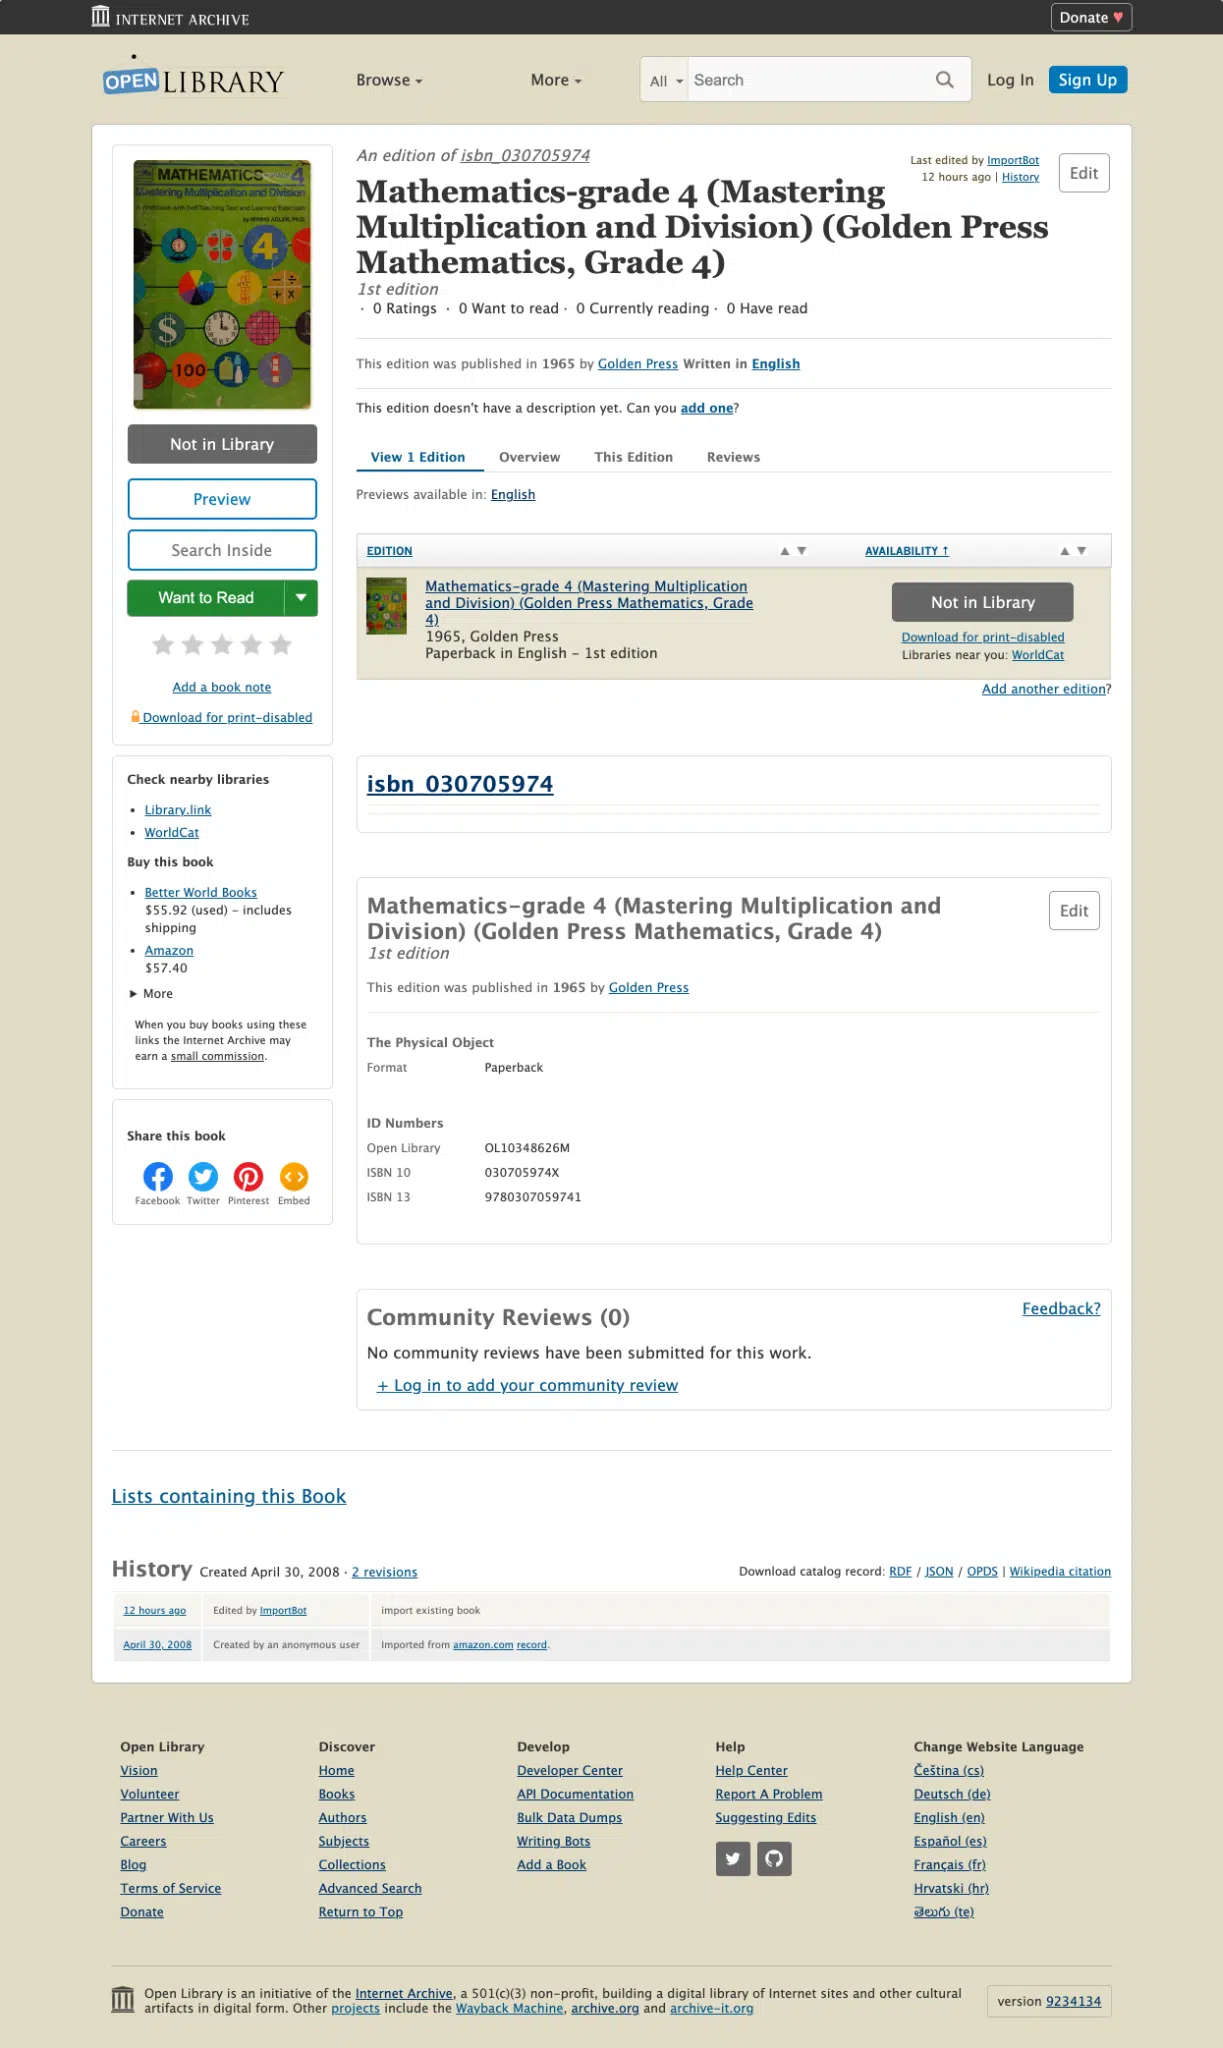 INTERNET ARCHIVE
Donate ♥
OPEN LIBRARY
Browse
More
All
Search
Log In
Sign Up
MATHEMATICS grade 4
Mastering Multiplication and Division
A Workbook with Self-Teaching Text and Learning Exercises
by IRVING ADLER, Ph.D.
4
$
100
Not in Library
Preview
Search Inside
Want to Read
Add a book note
Download for print-disabled
Check nearby libraries
• Library.link
• WorldCat
Buy this book
• Better World Books
$55.92 (used) - includes
shipping
• Amazon
$57.40
▶ More
When you buy books using these
links the Internet Archive may
earn a small commission.
Share this book
Facebook Twitter Pinterest Embed
An edition of isbn_030705974
Last edited by ImportBot
12 hours ago | History
Edit
Mathematics-grade 4 (Mastering
Multiplication and Division) (Golden Press
Mathematics, Grade 4)
1st edition
· 0 Ratings · 0 Want to read · 0 Currently reading · 0 Have read
This edition was published in 1965 by Golden Press Written in English
This edition doesn't have a description yet. Can you add one?
View 1 Edition Overview This Edition Reviews
Previews available in: English
EDITION ▲ ▼ AVAILABILITY ↑ ▲ ▼
Mathematics-grade 4 (Mastering Multiplication
and Division) (Golden Press Mathematics, Grade
4)
1965, Golden Press
Paperback in English - 1st edition
Not in Library
Download for print-disabled
Libraries near you: WorldCat
Add another edition?
isbn_030705974
Mathematics-grade 4 (Mastering Multiplication and
Division) (Golden Press Mathematics, Grade 4)
Edit
1st edition
This edition was published in 1965 by Golden Press
The Physical Object
Format Paperback
ID Numbers
Open Library OL10348626M
ISBN 10 030705974X
ISBN 13 9780307059741
Community Reviews (0)
Feedback?
No community reviews have been submitted for this work.
+ Log in to add your community review
Lists containing this Book
History Created April 30, 2008 · 2 revisions
Download catalog record: RDF / JSON / OPDS | Wikipedia citation
12 hours ago Edited by ImportBot import existing book
April 30, 2008 Created by an anonymous user Imported from amazon.com record.
Open Library
Vision
Volunteer
Partner With Us
Careers
Blog
Terms of Service
Donate
Discover
Home
Books
Authors
Subjects
Collections
Advanced Search
Return to Top
Develop
Developer Center
API Documentation
Bulk Data Dumps
Writing Bots
Add a Book
Help
Help Center
Report A Problem
Suggesting Edits
Change Website Language
Čeština (cs)
Deutsch (de)
English (en)
Español (es)
Français (fr)
Hrvatski (hr)
తెలుగు (te)
Open Library is an initiative of the Internet Archive, a 501(c)(3) non-profit, building a digital library of Internet sites and other cultural
artifacts in digital form. Other projects include the Wayback Machine, archive.org and archive-it.org
version 9234134